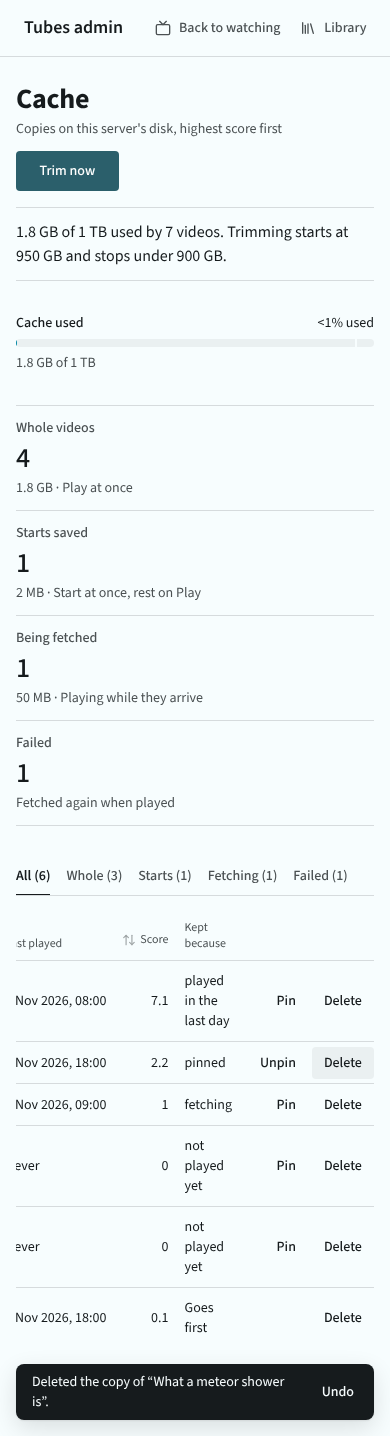 Tubes admin Back to watching Library
Cache
Copies on this server's disk, highest score first
Trim now
1.8 GB of 1 TB used by 7 videos. Trimming starts at
950 GB and stops under 900 GB.
Cache used <1% used
1.8 GB of 1 TB
Whole videos
4
1.8 GB · Play at once
Starts saved
1
2 MB · Start at once, rest on Play
Being fetched
1
50 MB · Playing while they arrive
Failed
1
Fetched again when played
All (6) Whole (3) Starts (1) Fetching (1) Failed (1)
st played Score Kept
because
Nov 2026, 08:00 7.1 played
in the
last day Pin Delete
Nov 2026, 18:00 2.2 pinned Unpin Delete
Nov 2026, 09:00 1 fetching Pin Delete
ever 0 not
played
yet Pin Delete
ever 0 not
played
yet Pin Delete
Nov 2026, 18:00 0.1 Goes
first Delete
Deleted the copy of “What a meteor shower
is”. Undo